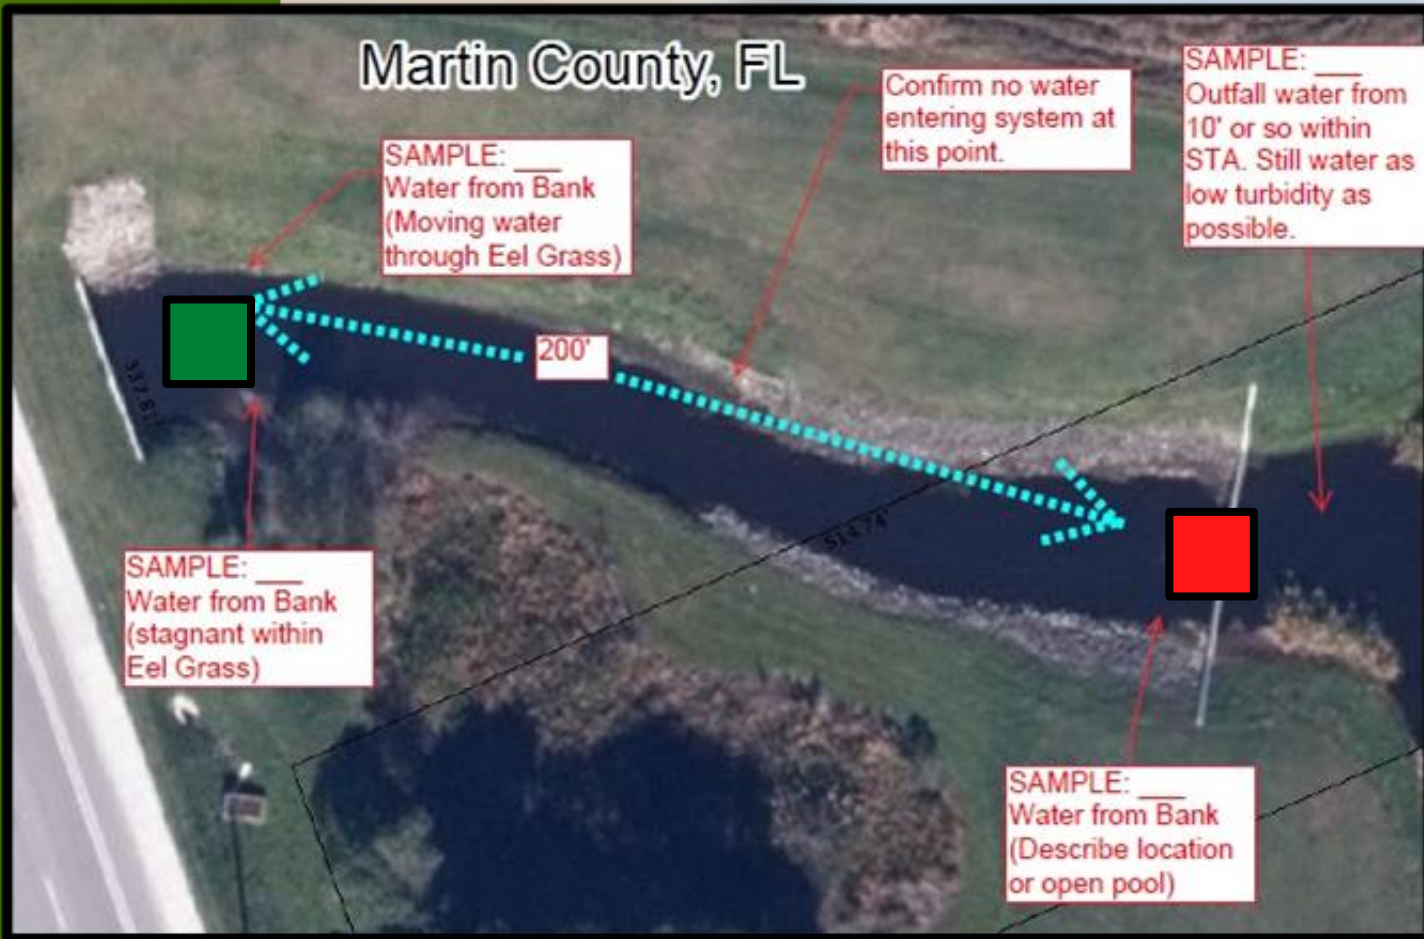 Martin County, FL
SAMPLE: ___
Water from Bank
(Moving water
through Eel Grass)
Confirm no water
entering system at
this point.
SAMPLE: ___
Outfall water from
10' or so within
STA. Still water as
low turbidity as
possible.
200'
514.74'
SAMPLE: ___
Water from Bank
(stagnant within
Eel Grass)
SAMPLE: ___
Water from Bank
(Describe location
or open pool)